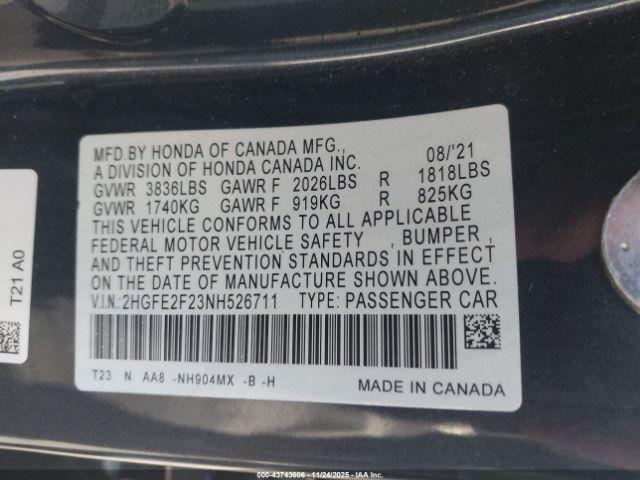 MFD.BY HONDA OF CANADA MFG., 08/'21
A DIVISION OF HONDA CANADA INC.
GVWR 3836LBS GAWR F 2026LBS R 1818LBS
GVWR 1740KG GAWR F 919KG R 825KG
THIS VEHICLE CONFORMS TO ALL APPLICABLE
FEDERAL MOTOR VEHICLE SAFETY , BUMPER ,
AND THEFT PREVENTION STANDARDS IN EFFECT
ON THE DATE OF MANUFACTURE SHOWN ABOVE.
V.I.N:2HGFE2F23NH526711 TYPE: PASSENGER CAR
T23 N AA8 -NH904MX -B -H
MADE IN CANADA
T21 A0
00-43743606 - 11/24/2025 - IAA Inc.